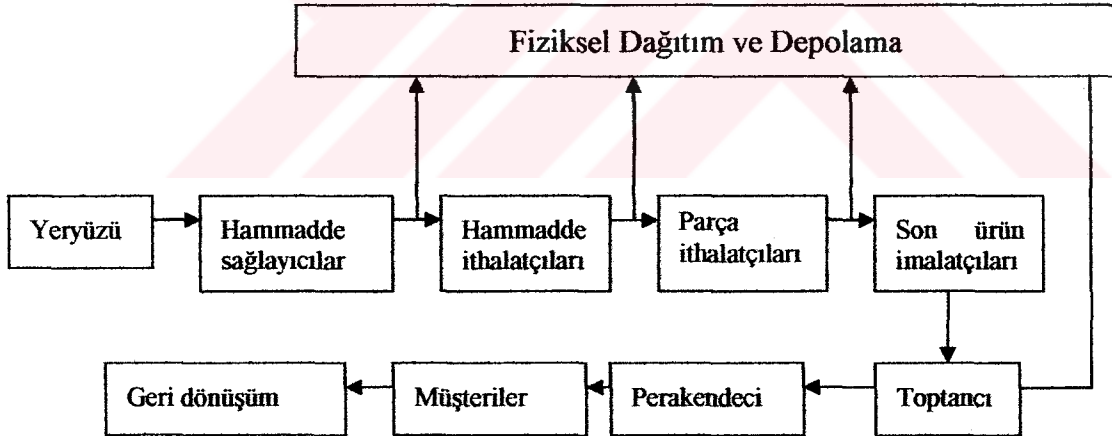 Fiziksel Dağıtım ve Depolama
Yeryüzü
Hammadde
sağlayıcılar
Hammadde
ithalatçıları
Parça
ithalatçıları
Son ürün
imalatçıları
Geri dönüşüm
Müşteriler
Perakendeci
Toptancı